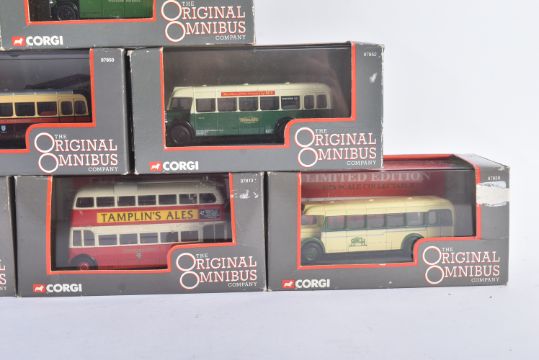 THE
ORIGINAL
OMNIBUS
COMPANY
CORGI
97850
THE
ORIGINAL
OMNIBUS
COMPANY
CORGI
THE
ORIGINAL
OMNIBUS
COMPANY
TAMPLIN'S ALES
CORGI
THE
ORIGINAL
OMNIBUS
COMPANY
LIMITED EDITION
CORGI
THE
ORIGINAL
OMNIBUS
COMPANY